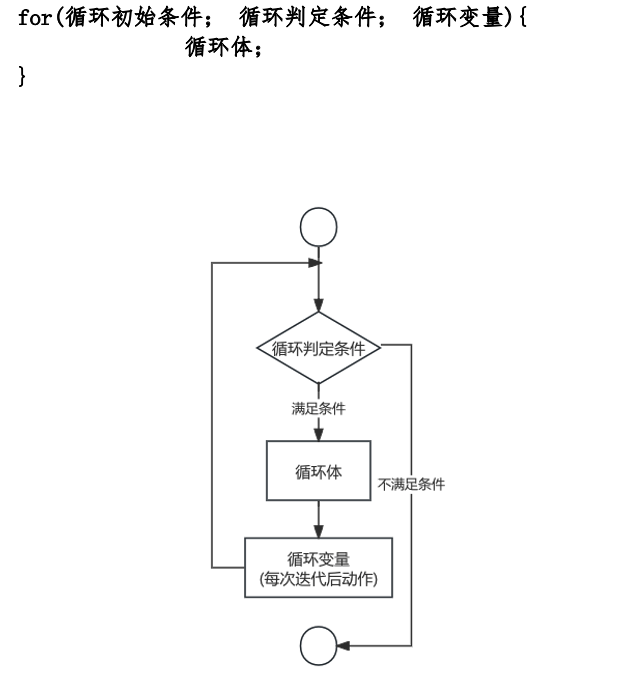 for(循环初始条件； 循环判定条件； 循环变量){
循环体；
}
循环判定条件
满足条件
循环体
不满足条件
循环变量
(每次迭代后动作)